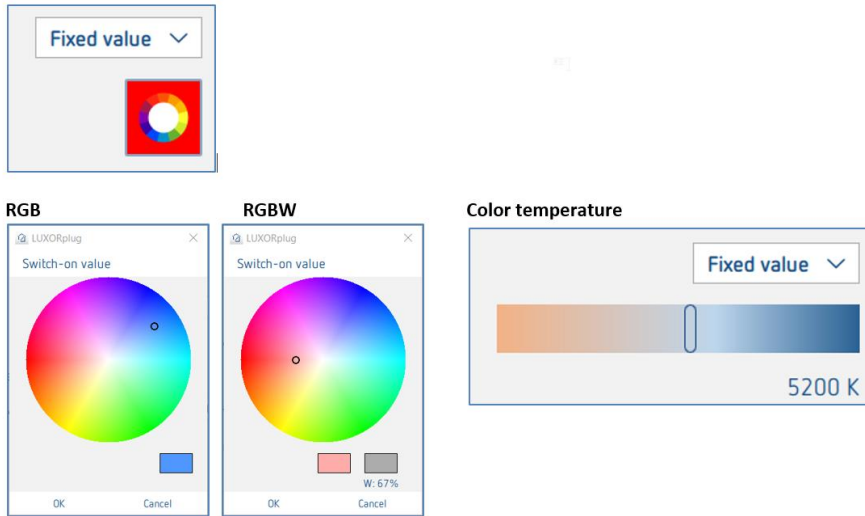 Fixed value
RGB
RGBW
Color temperature
LUXORplug
Switch-on value
OK Cancel
LUXORplug
Switch-on value
W: 67%
OK Cancel
Fixed value
5200 K